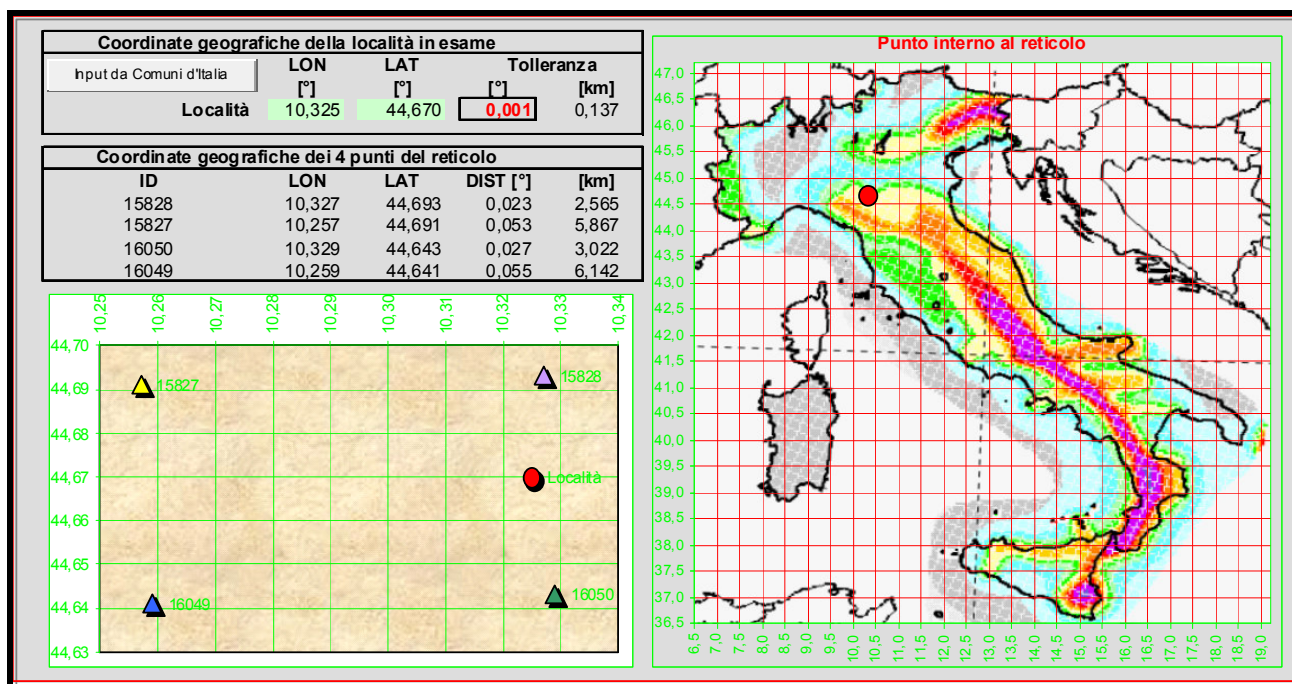 Coordinate geografiche della località in esame
Input da Comuni d'Italia
LON LAT Tolleranza
[°] [°] [°] [km]
Località 10,325 44,670 0,001 0,137
Coordinate geografiche dei 4 punti del reticolo
ID LON LAT DIST [°] [km]
15828 10,327 44,693 0,023 2,565
15827 10,257 44,691 0,053 5,867
16050 10,329 44,643 0,027 3,022
16049 10,259 44,641 0,055 6,142
10,25 10,26 10,27 10,28 10,29 10,30 10,31 10,32 10,33 10,34
44,70
44,69
44,68
44,67
44,66
44,65
44,64
44,63
15827
15828
Località
16049
16050
Punto interno al reticolo
47,0
46,5
46,0
45,5
45,0
44,5
44,0
43,5
43,0
42,5
42,0
41,5
41,0
40,5
40,0
39,5
39,0
38,5
38,0
37,5
37,0
36,5
6,5 7,0 7,5 8,0 8,5 9,0 9,5 10,0 10,5 11,0 11,5 12,0 12,5 13,0 13,5 14,0 14,5 15,0 15,5 16,0 16,5 17,0 17,5 18,0 18,5 19,0